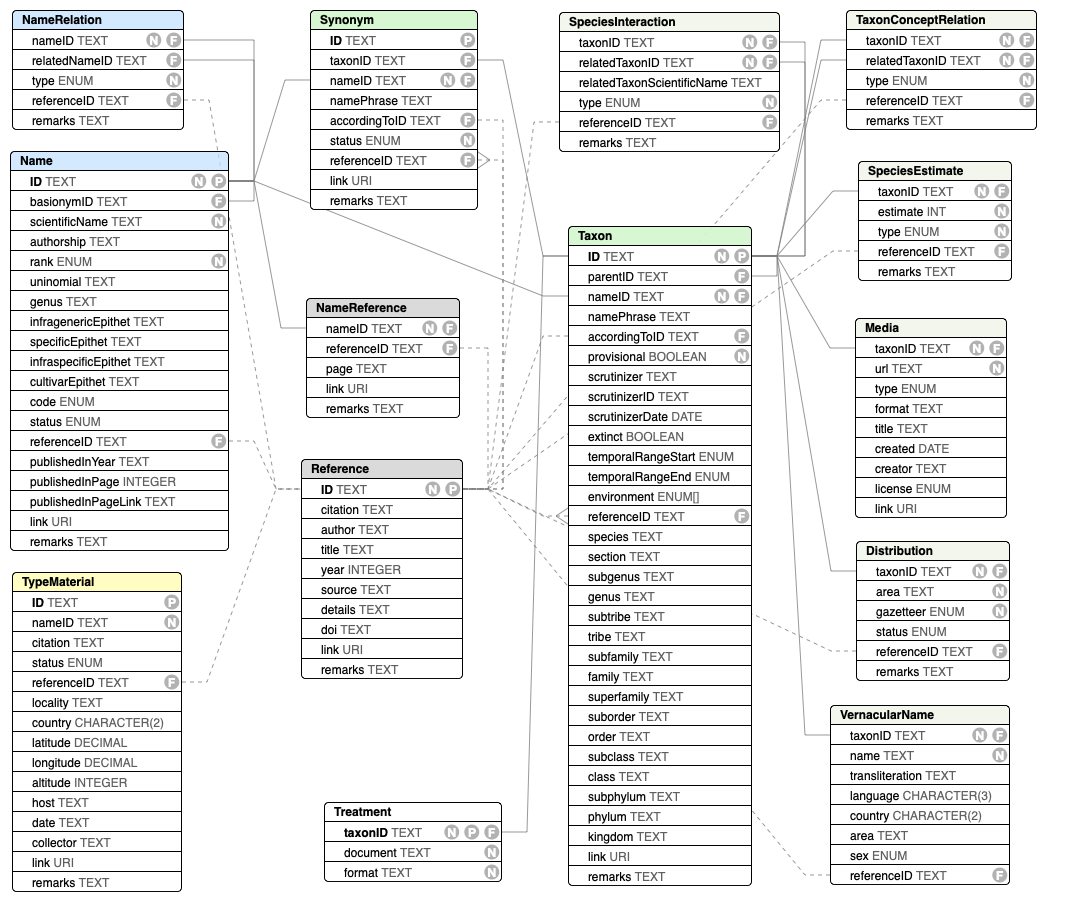 NameRelation
nameID TEXT N F
relatedNameID TEXT F
type ENUM N
referenceID TEXT F
remarks TEXT
Name
ID TEXT N P
basionymID TEXT F
scientificName TEXT N
authorship TEXT
rank ENUM N
uninomial TEXT
genus TEXT
infragenericEpithet TEXT
specificEpithet TEXT
infraspecificEpithet TEXT
cultivarEpithet TEXT
code ENUM
status ENUM
referenceID TEXT F
publishedInYear TEXT
publishedInPage INTEGER
publishedInPageLink TEXT
link URI
remarks TEXT
TypeMaterial
ID TEXT P
nameID TEXT N
citation TEXT
status ENUM
referenceID TEXT F
locality TEXT
country CHARACTER(2)
latitude DECIMAL
longitude DECIMAL
altitude INTEGER
host TEXT
date TEXT
collector TEXT
link URI
remarks TEXT
Synonym
ID TEXT P
taxonID TEXT F
nameID TEXT N F
namePhrase TEXT
accordingToID TEXT F
status ENUM N
referenceID TEXT F
link URI
remarks TEXT
NameReference
nameID TEXT N F
referenceID TEXT F
page TEXT
link URI
remarks TEXT
Reference
ID TEXT N P
citation TEXT
author TEXT
title TEXT
year INTEGER
source TEXT
details TEXT
doi TEXT
link URI
remarks TEXT
Treatment
taxonID TEXT N P F
document TEXT N
format TEXT N
SpeciesInteraction
taxonID TEXT N F
relatedTaxonID TEXT N F
relatedTaxonScientificName TEXT
type ENUM N
referenceID TEXT F
remarks TEXT
Taxon
ID TEXT N P
parentID TEXT F
nameID TEXT N F
namePhrase TEXT
accordingToID TEXT F
provisional BOOLEAN N
scrutinizer TEXT
scrutinizerID TEXT
scrutinizerDate DATE
extinct BOOLEAN
temporalRangeStart ENUM
temporalRangeEnd ENUM
environment ENUM[]
referenceID TEXT F
species TEXT
section TEXT
subgenus TEXT
genus TEXT
subtribe TEXT
tribe TEXT
subfamily TEXT
family TEXT
superfamily TEXT
suborder TEXT
order TEXT
subclass TEXT
class TEXT
subphylum TEXT
phylum TEXT
kingdom TEXT
link URI
remarks TEXT
TaxonConceptRelation
taxonID TEXT N F
relatedTaxonID TEXT N F
type ENUM N
referenceID TEXT F
remarks TEXT
SpeciesEstimate
taxonID TEXT N F
estimate INT N
type ENUM N
referenceID TEXT F
remarks TEXT
Media
taxonID TEXT N F
url TEXT N
type ENUM
format TEXT
title TEXT
created DATE
creator TEXT
license ENUM
link URI
Distribution
taxonID TEXT N F
area TEXT N
gazetteer ENUM N
status ENUM
referenceID TEXT F
remarks TEXT
VernacularName
taxonID TEXT N F
name TEXT N
transliteration TEXT
language CHARACTER(3)
country CHARACTER(2)
area TEXT
sex ENUM
referenceID TEXT F